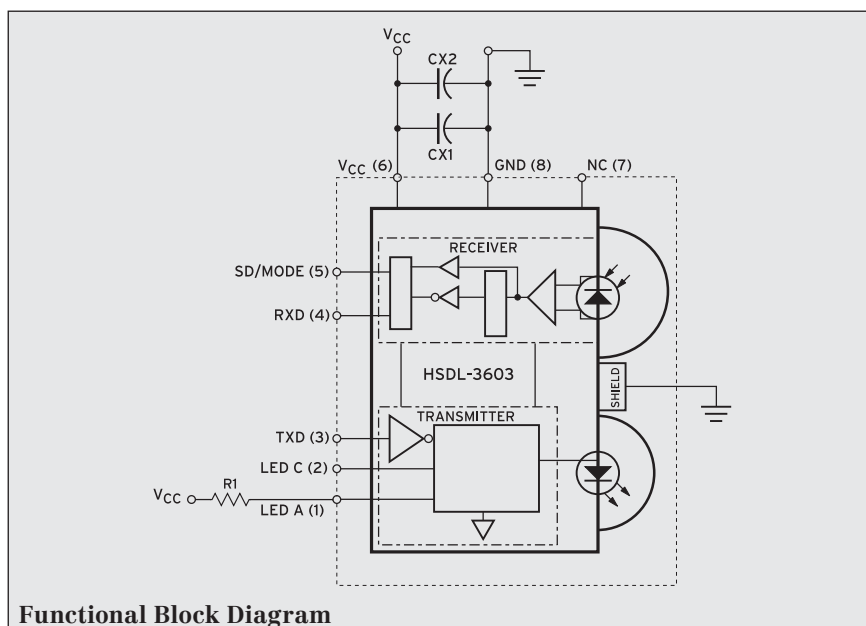 VCC
CX2
CX1
VCC (6)
GND (8)
NC (7)
RECEIVER
SD/MODE (5)
RXD (4)
HSDL-3603
SHIELD
TRANSMITTER
TXD (3)
LED C (2)
VCC
R1
LED A (1)
Functional Block Diagram